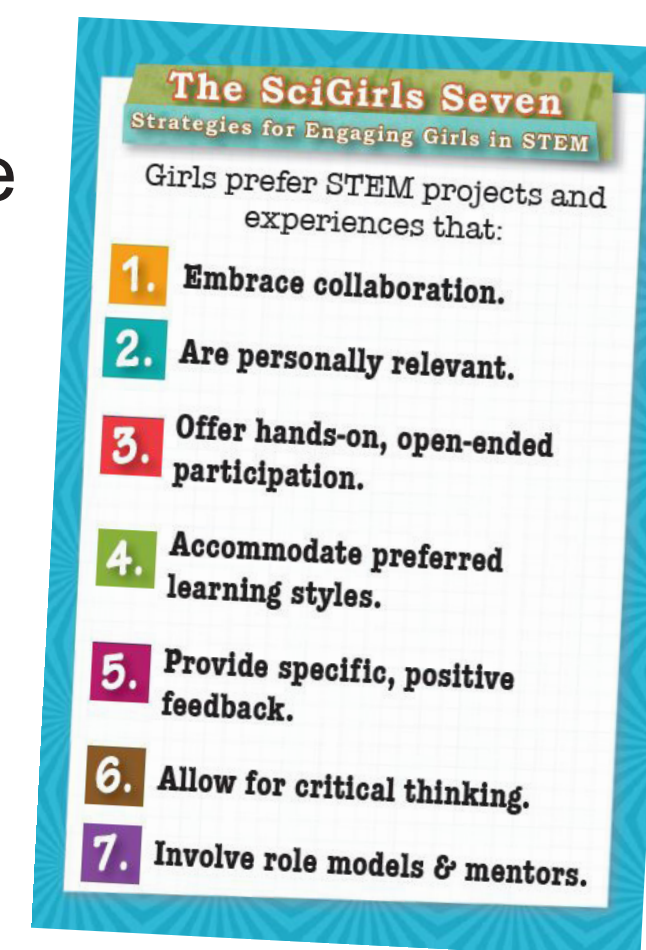 e
The SciGirls Seven
Strategies for Engaging Girls in STEM
Girls prefer STEM projects and
experiences that:
1. Embrace collaboration.
2. Are personally relevant.
3. Offer hands-on, open-ended
participation.
4. Accommodate preferred
learning styles.
5. Provide specific, positive
feedback.
6. Allow for critical thinking.
7. Involve role models & mentors.